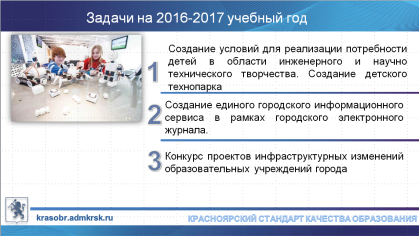 Задачи на 2016-2017 учебный год
1
Создание условий для реализации потребности
детей в области инженерного и научно
технического творчества. Создание детского
технопарка
2
Создание единого городского информационного
сервиса в рамках городского электронного
журнала.
3
Конкурс проектов инфраструктурных изменений
образовательных учреждений города
krasobr.admkrsk.ru
КРАСНОЯРСКИЙ СТАНДАРТ КАЧЕСТВА ОБРАЗОВАНИЯ